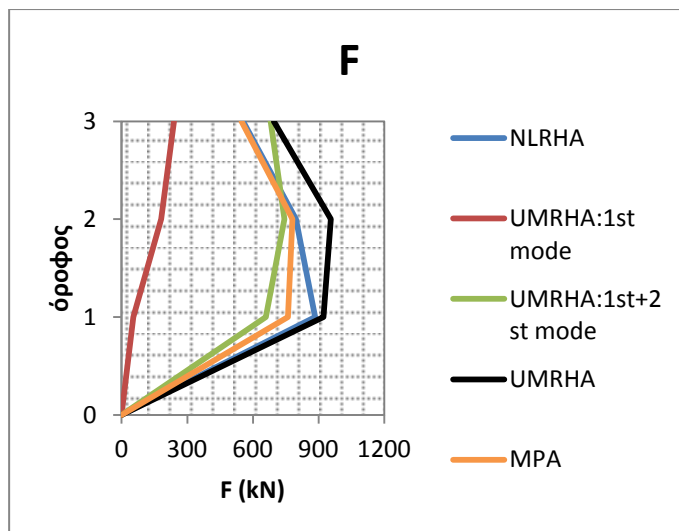 F
3
2
1
0
όροφος
0 300 600 900 1200
F (kN)
NLRHA
UMRHA:1st
mode
UMRHA:1st+2
st mode
UMRHA
MPA